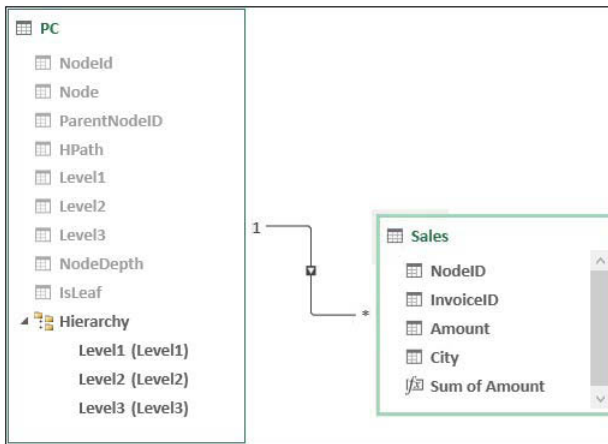 PC
NodeId
Node
ParentNodeID
HPath
Level1
Level2
Level3
NodeDepth
IsLeaf
Hierarchy
Level1 (Level1)
Level2 (Level2)
Level3 (Level3)
1
*
Sales
NodeID
InvoiceID
Amount
City
fx Sum of Amount